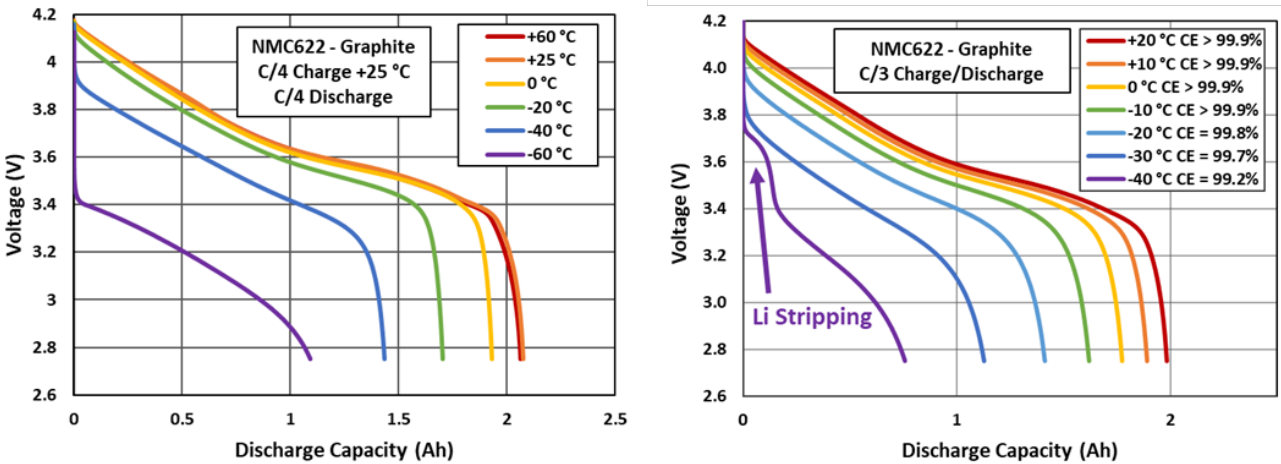 NMC622 - Graphite
C/4 Charge +25 °C
C/4 Discharge
+60 °C
+25 °C
0 °C
-20 °C
-40 °C
-60 °C
Voltage (V)
4.2
4
3.8
3.6
3.4
3.2
3
2.8
2.6
0
0.5
1
1.5
2
2.5
Discharge Capacity (Ah)
NMC622 - Graphite
C/3 Charge/Discharge
+20 °C CE > 99.9%
+10 °C CE > 99.9%
0 °C CE > 99.9%
-10 °C CE > 99.9%
-20 °C CE = 99.8%
-30 °C CE = 99.7%
-40 °C CE = 99.2%
Li Stripping
Voltage (V)
4.2
4.0
3.8
3.6
3.4
3.2
3.0
2.8
2.6
0
1
2
Discharge Capacity (Ah)